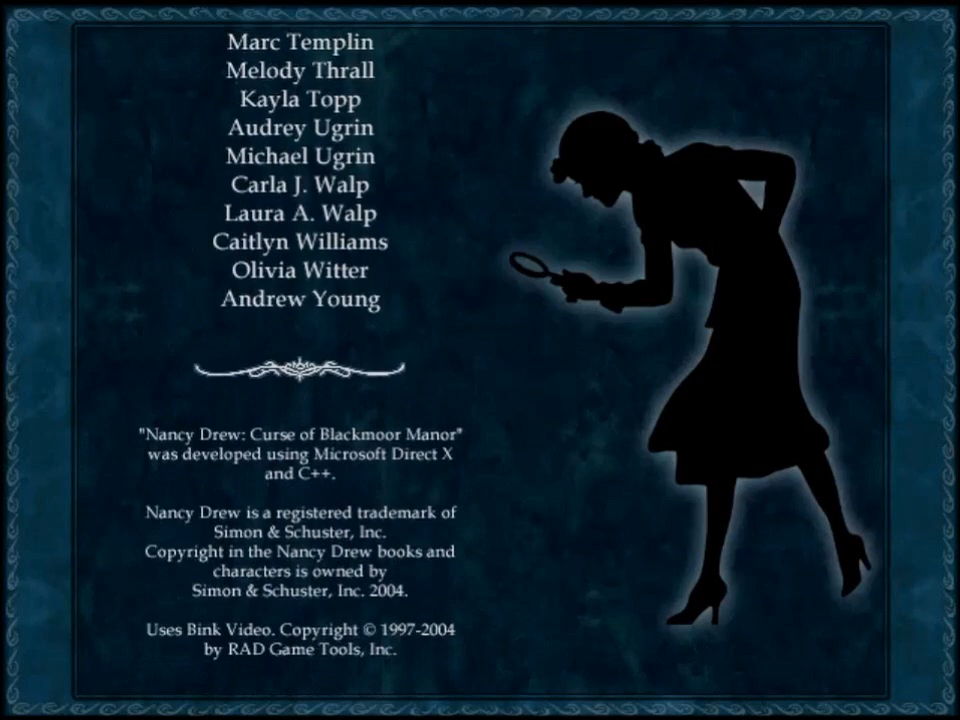 Marc Templin
Melody Thrall
Kayla Topp
Audrey Ugrin
Michael Ugrin
Carla J. Walp
Laura A. Walp
Caitlyn Williams
Olivia Witter
Andrew Young
"Nancy Drew: Curse of Blackmoor Manor"
was developed using Microsoft Direct X
and C++.
Nancy Drew is a registered trademark of
Simon & Schuster, Inc.
Copyright in the Nancy Drew books and
characters is owned by
Simon & Schuster, Inc. 2004.
Uses Bink Video. Copyright © 1997-2004
by RAD Game Tools, Inc.